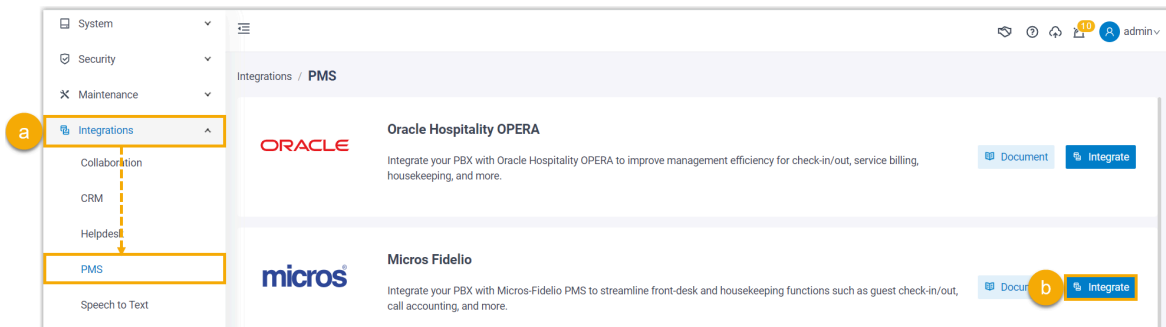 System
10
admin
Security
Integrations / PMS
Maintenance
a
Integrations
Collaboration
CRM
Helpdesk
PMS
Speech to Text
ORACLE
Oracle Hospitality OPERA
Integrate your PBX with Oracle Hospitality OPERA to improve management efficiency for check-in/out, service billing,
housekeeping, and more.
Document
Integrate
micros
Micros Fidelio
Integrate your PBX with Micros-Fidelio PMS to streamline front-desk and housekeeping functions such as guest check-in/out,
call accounting, and more.
b
Integrate